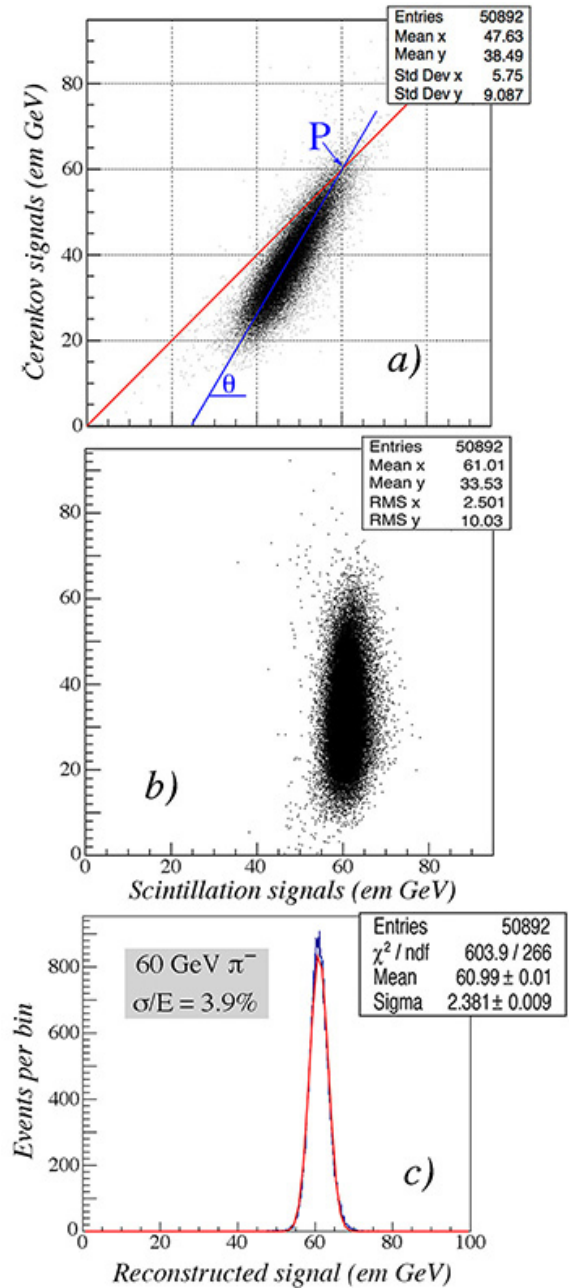 Entries 50892
Mean x 47.63
Mean y 38.49
Std Dev x 5.75
Std Dev y 9.087
Čerenkov signals (em GeV)
80
60
40
20
0
P
θ
a)
Entries 50892
Mean x 61.01
Mean y 33.53
RMS x 2.501
RMS y 10.03
80
60
40
20
0
b)
0 20 40 60 80
Scintillation signals (em GeV)
Entries 50892
χ² / ndf 603.9 / 266
Mean 60.99 ± 0.01
Sigma 2.381 ± 0.009
60 GeV π⁻
σ/E = 3.9%
Events per bin
800
600
400
200
0
c)
0 20 40 60 80 100
Reconstructed signal (em GeV)